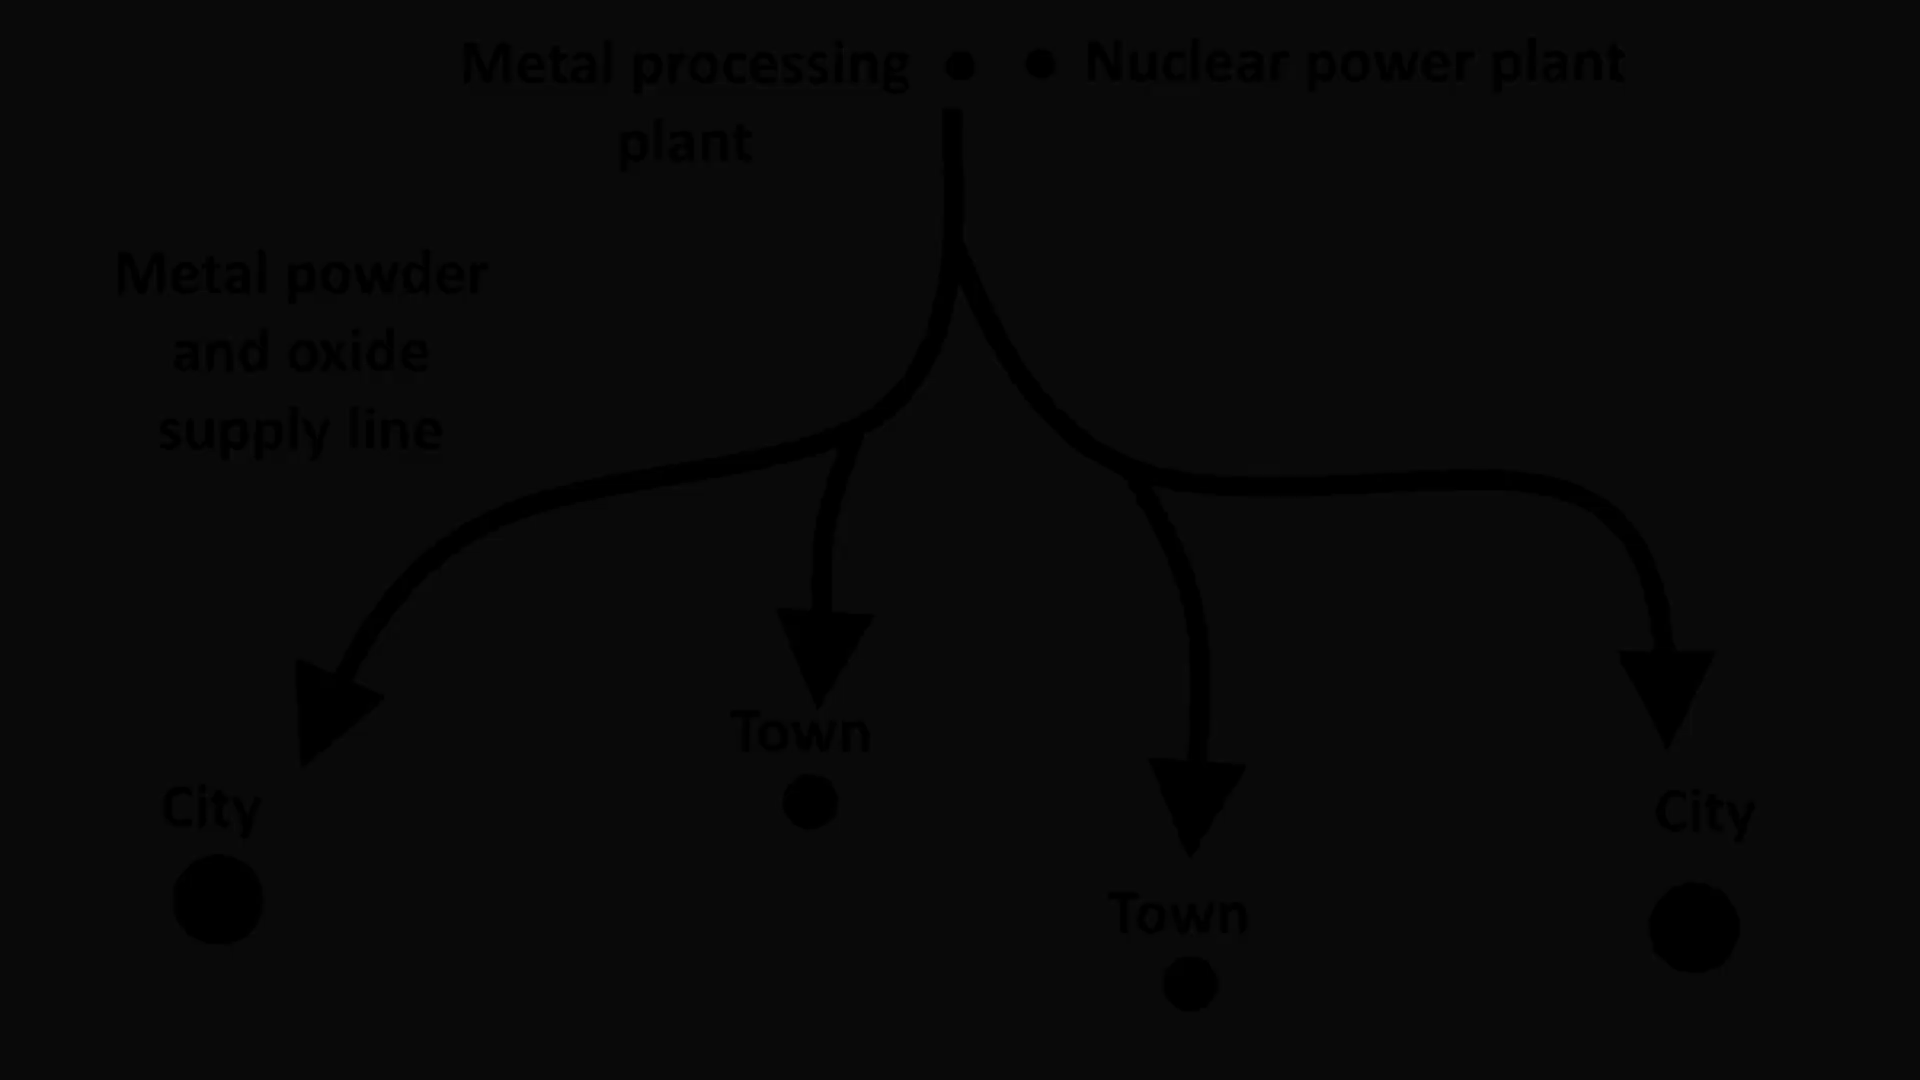 Metal processing
plant
Nuclear power plant
Metal powder
and oxide
supply line
Town
City
City
Town